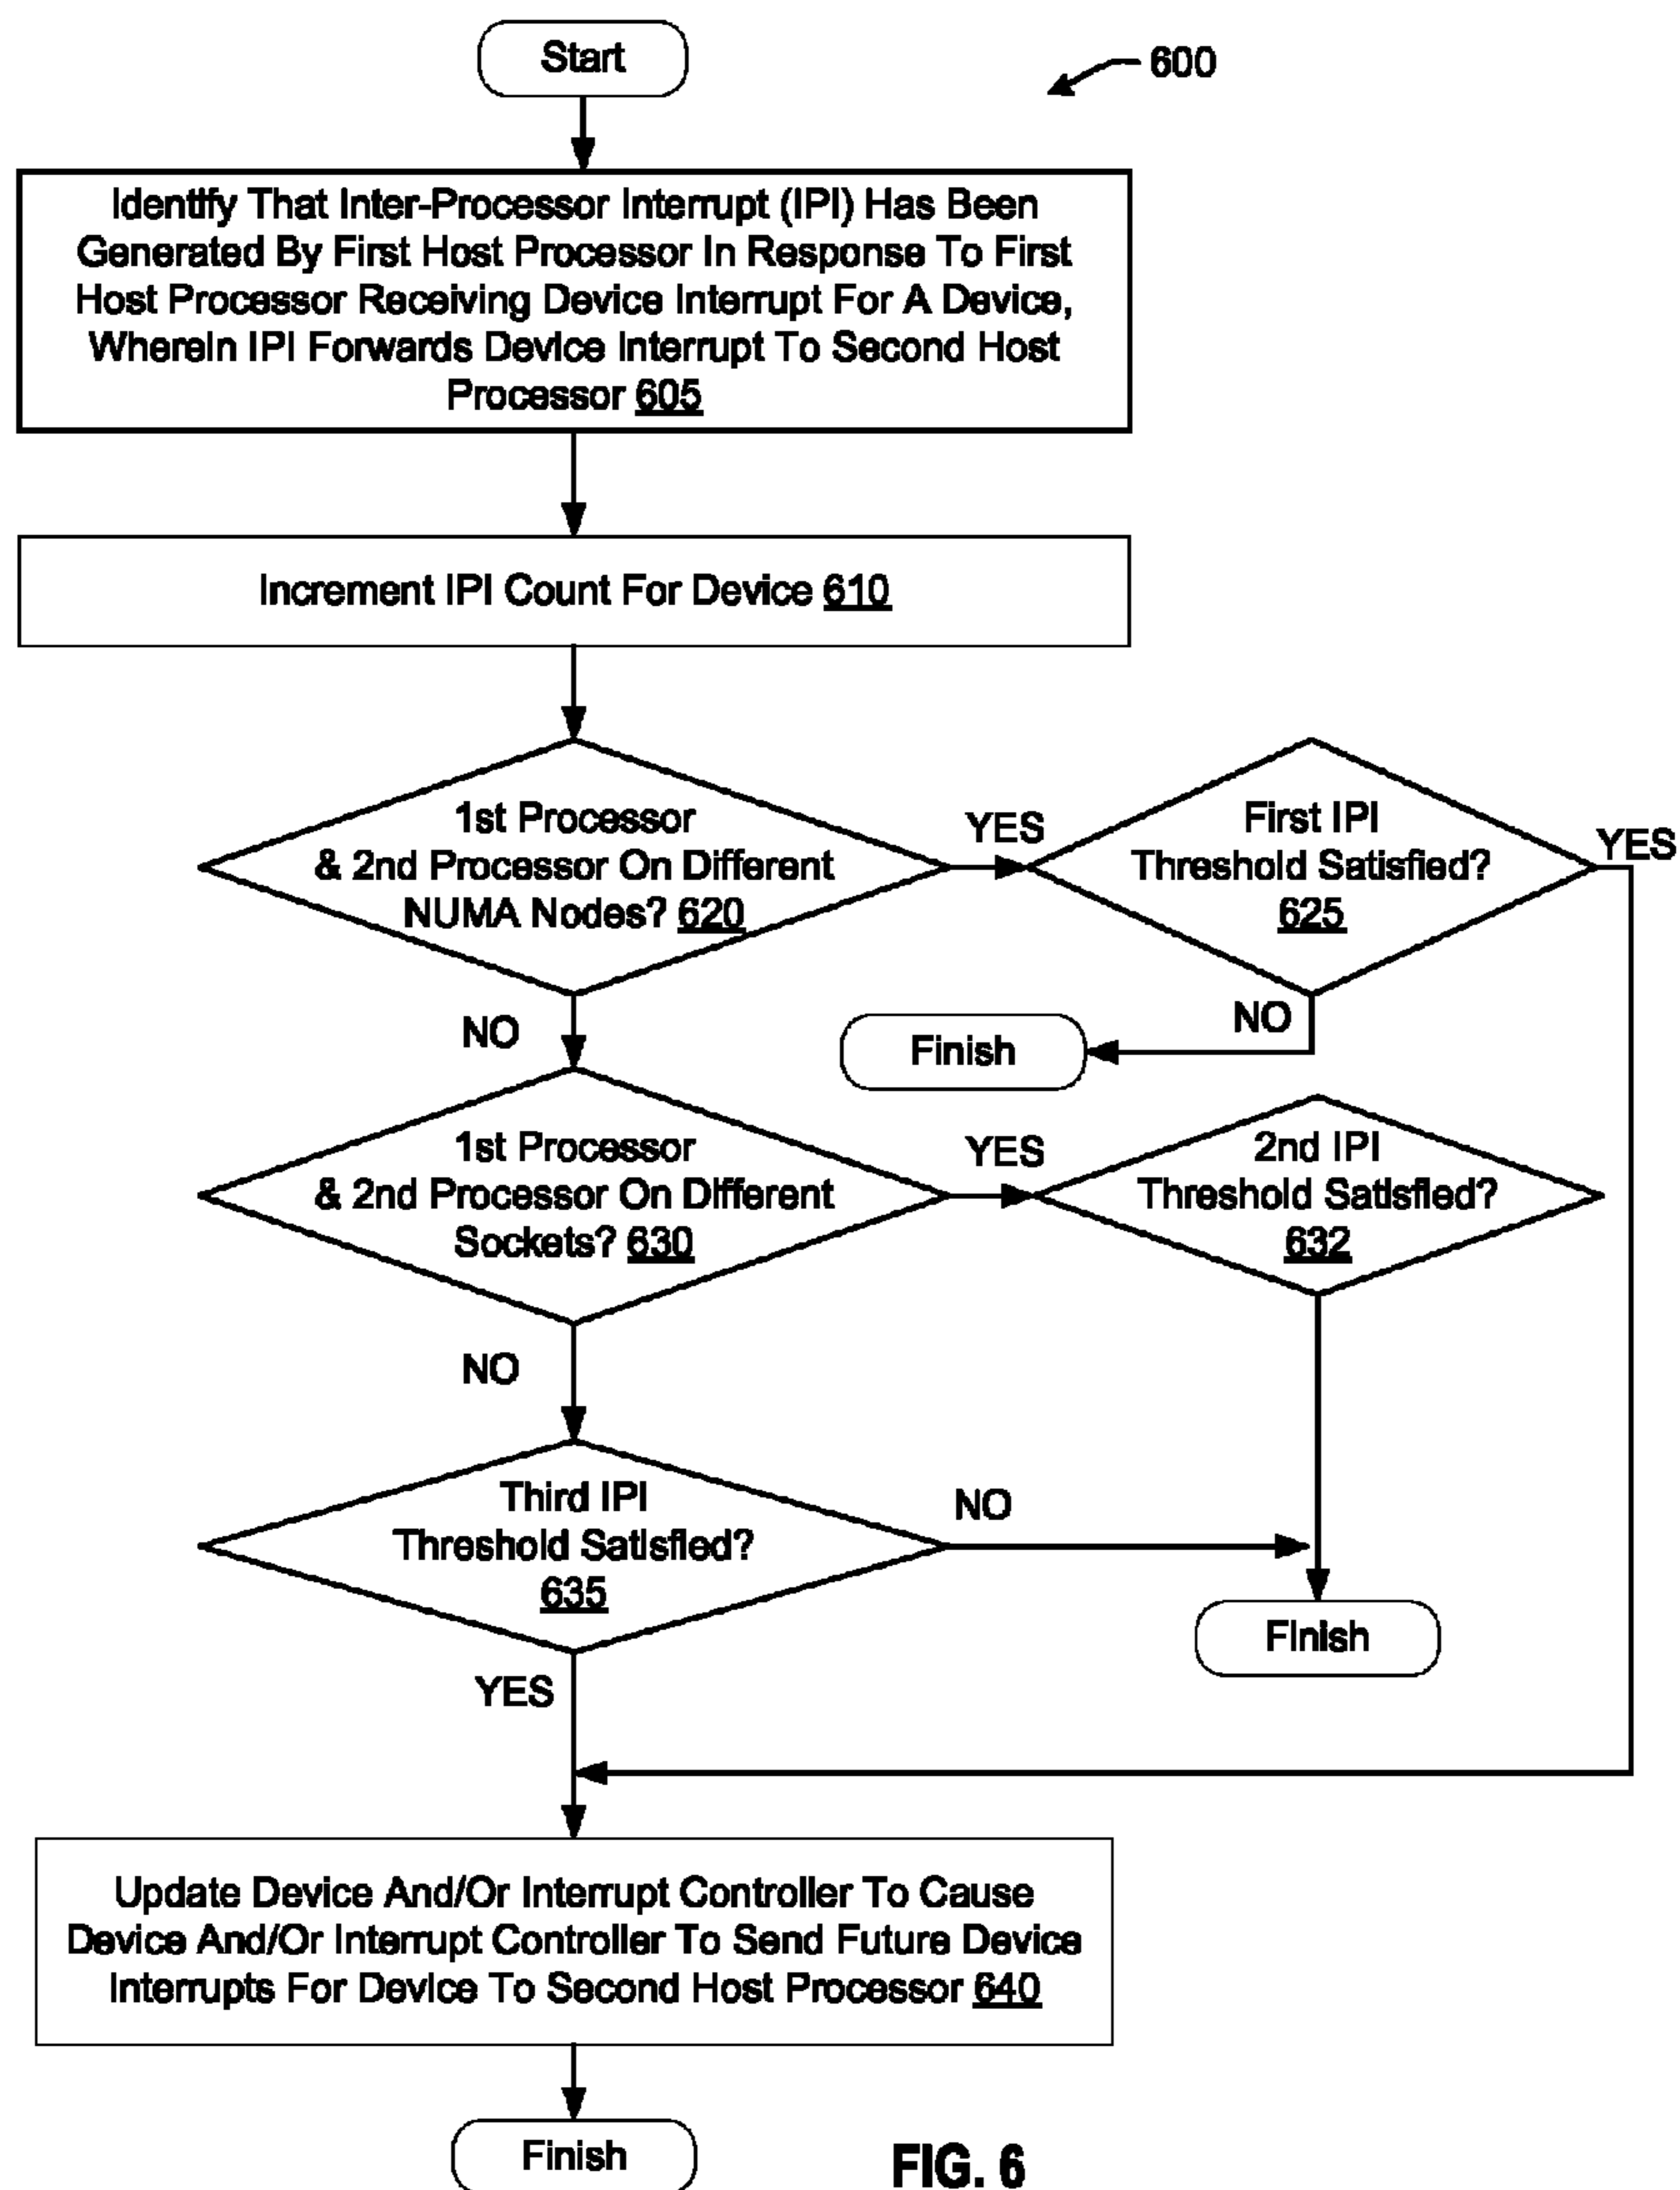 Start
600
Identify That Inter-Processor Interrupt (IPI) Has Been
Generated By First Host Processor In Response To First
Host Processor Receiving Device Interrupt For A Device,
Wherein IPI Forwards Device Interrupt To Second Host
Processor 605
Increment IPI Count For Device 610
1st Processor
& 2nd Processor On Different
NUMA Nodes? 620
YES
First IPI
Threshold Satisfied?
625
YES
NO
NO
Finish
1st Processor
& 2nd Processor On Different
Sockets? 630
YES
2nd IPI
Threshold Satisfied?
632
NO
Third IPI
Threshold Satisfied?
635
NO
Finish
YES
Update Device And/Or Interrupt Controller To Cause
Device And/Or Interrupt Controller To Send Future Device
Interrupts For Device To Second Host Processor 640
Finish
FIG. 6